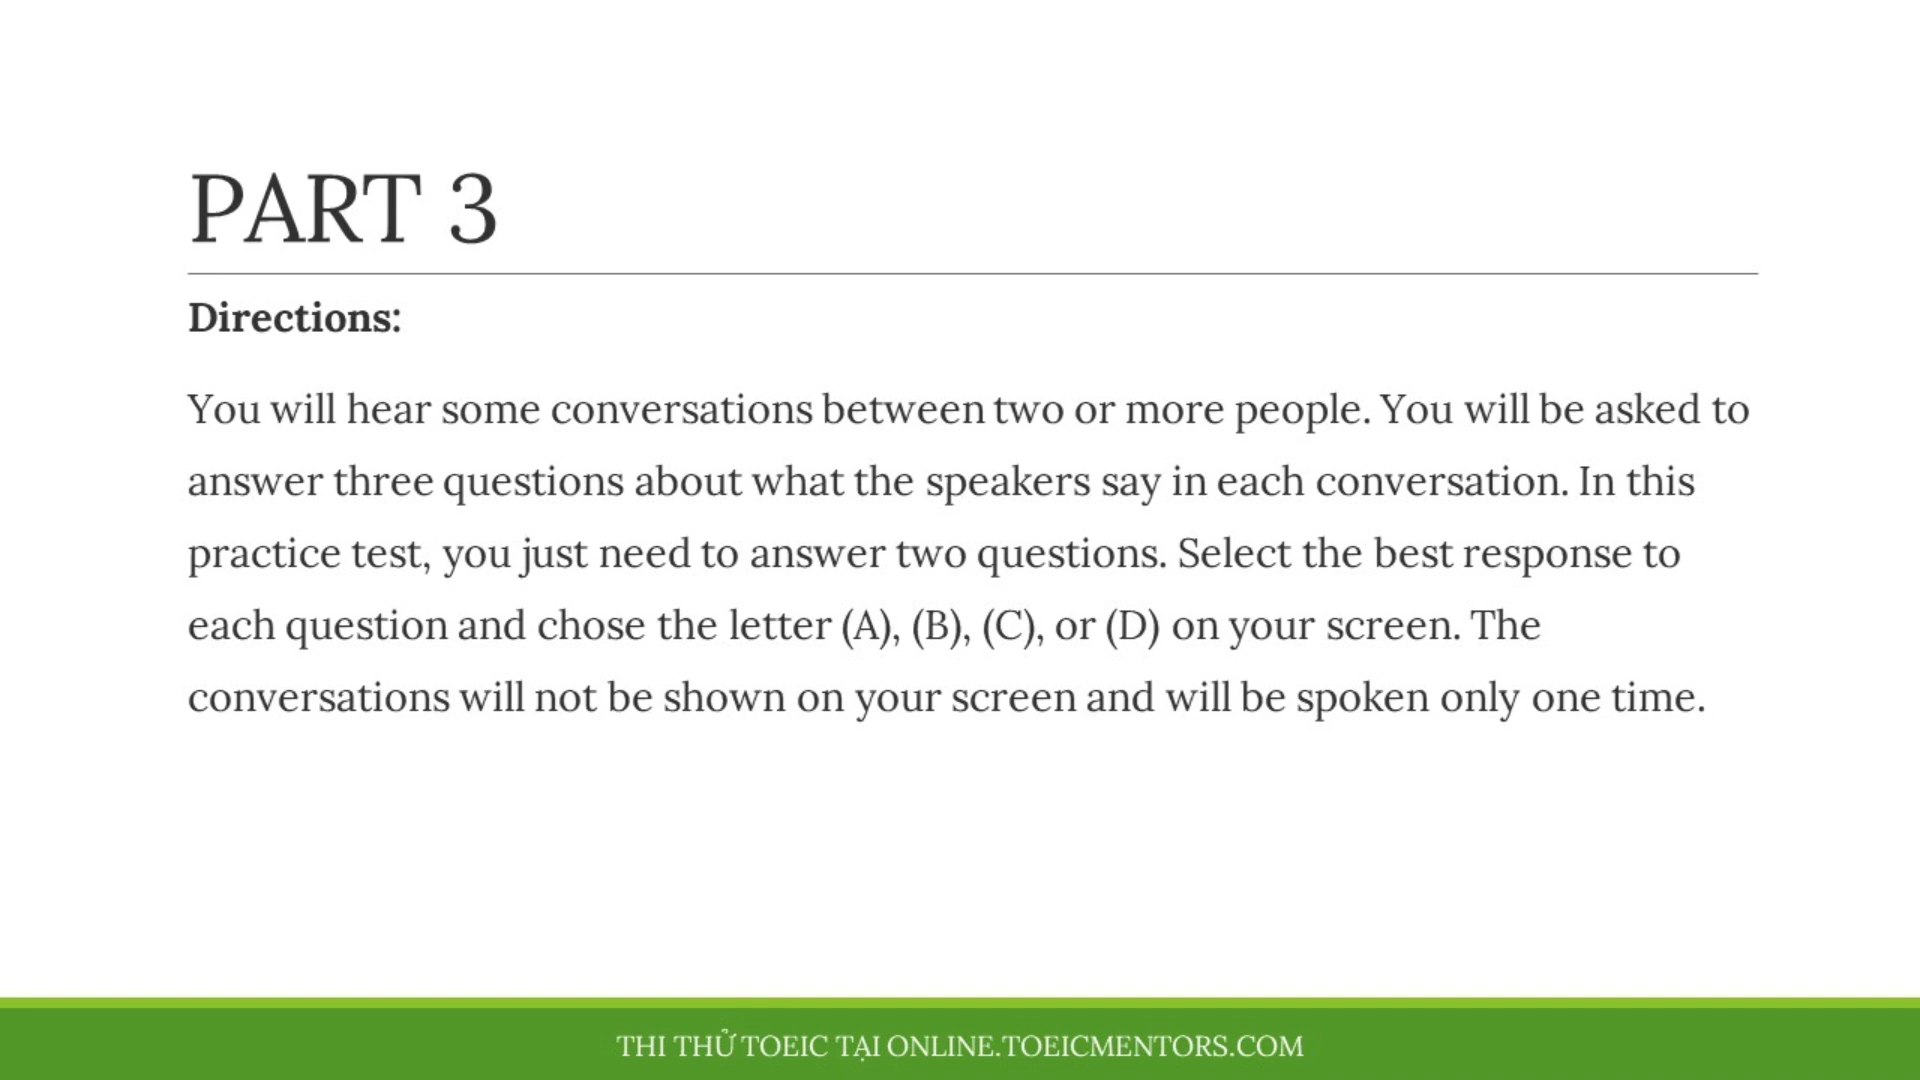 PART 3
Directions:
You will hear some conversations between two or more people. You will be asked to
answer three questions about what the speakers say in each conversation. In this
practice test, you just need to answer two questions. Select the best response to
each question and chose the letter (A), (B), (C), or (D) on your screen. The
conversations will not be shown on your screen and will be spoken only one time.
THI THỬ TOEIC TẠI ONLINE.TOEICMENTORS.COM